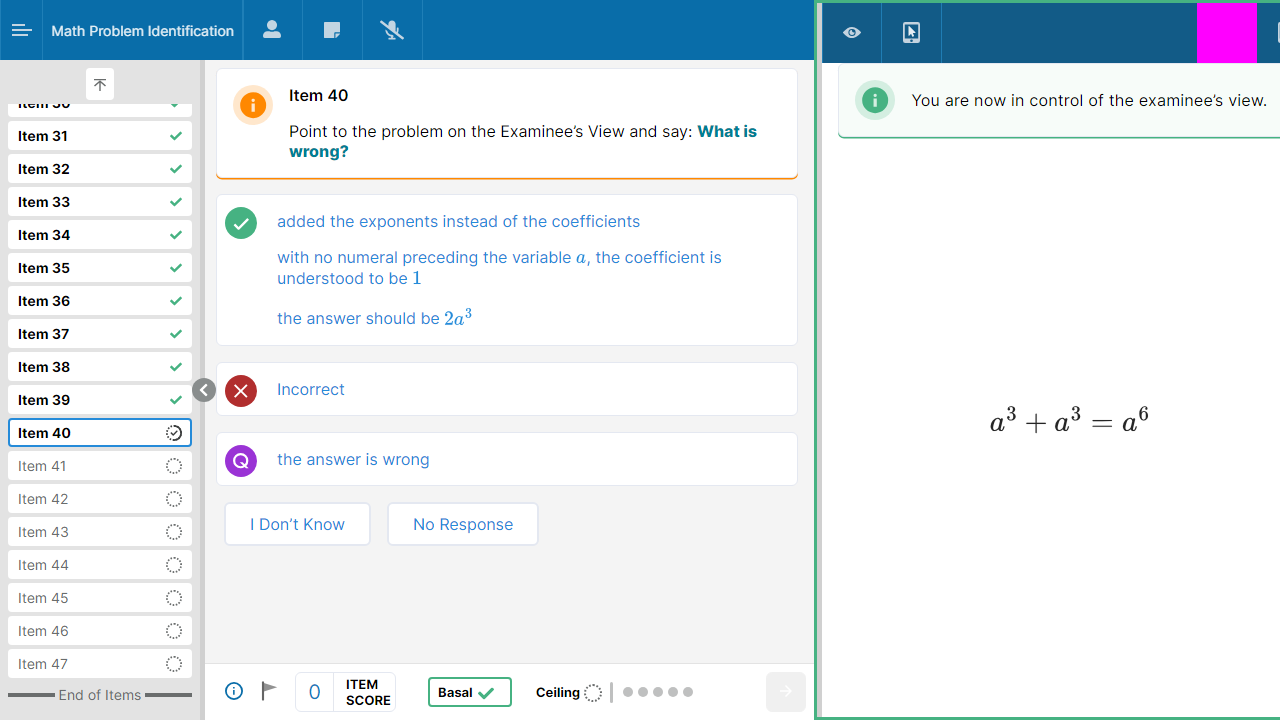 Math Problem Identification
Item 30
Item 31
Item 32
Item 33
Item 34
Item 35
Item 36
Item 37
Item 38
Item 39
Item 40
Item 41
Item 42
Item 43
Item 44
Item 45
Item 46
Item 47
End of Items
Item 40
Point to the problem on the Examinee’s View and say: What is
wrong?
added the exponents instead of the coefficients
with no numeral preceding the variable a, the coefficient is
understood to be 1
the answer should be 2a³
Incorrect
Q the answer is wrong
I Don’t Know No Response
0 ITEM
SCORE
Basal
Ceiling
You are now in control of the examinee’s view.
a³ + a³ = a⁶